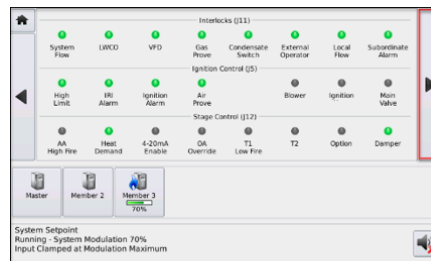 Interlocks (J11)
System Flow LWCO VFD Gas Prove Condensate Switch External Operator Local Flow Subordinate Alarm
Ignition Control (J5)
High Limit IRI Alarm Ignition Alarm Air Prove Blower Ignition Main Valve
Stage Control (J12)
AA High Fire Heat Demand 4-20mA Enable OA Override T1 Low Fire T2 Option Damper
Master Member 2 Member 3
70%
System Setpoint
Running - System Modulation 70%
Input Clamped at Modulation Maximum